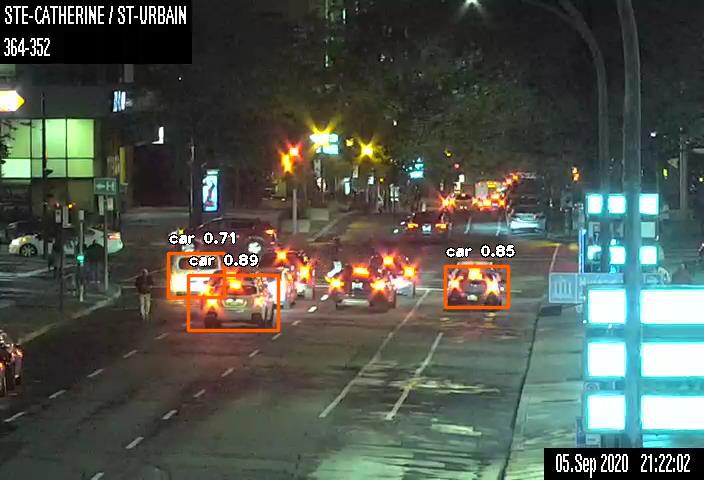 STE-CATHERINE / ST-URBAIN
364-352
car 0.71
car 0.89
car 0.85
05.Sep 2020 21:22:02